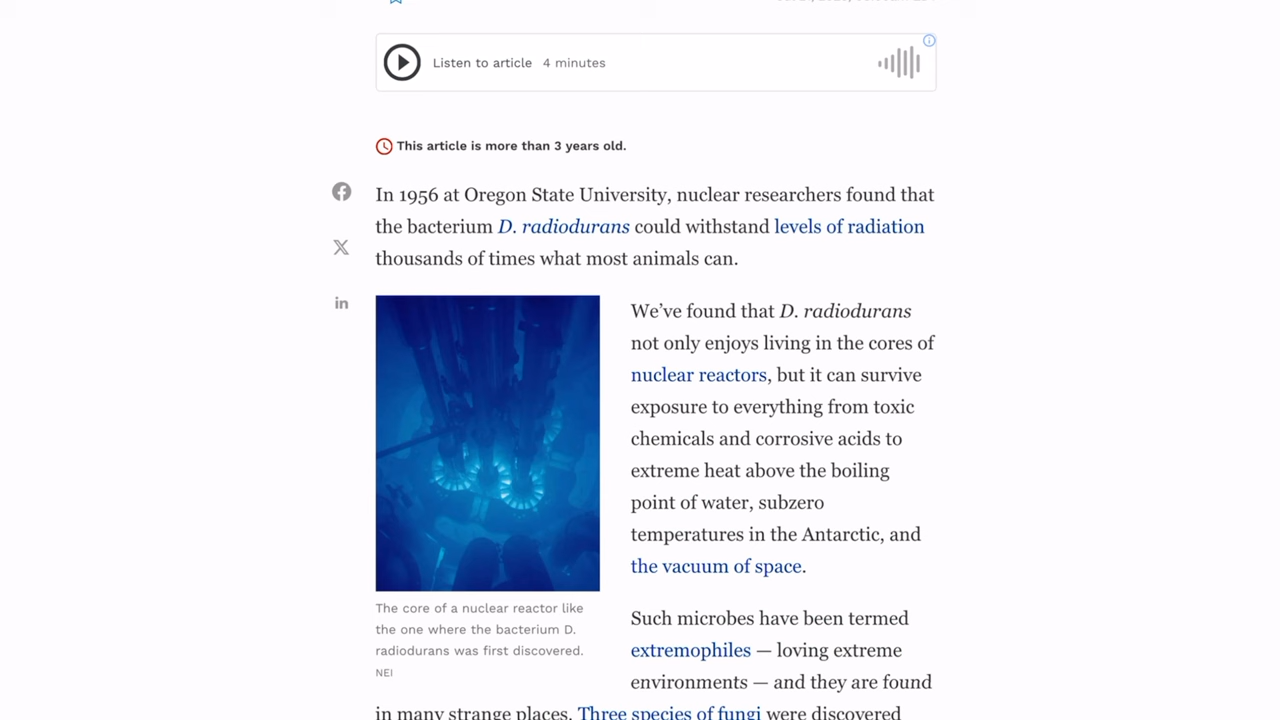 Listen to article 4 minutes
This article is more than 3 years old.
In 1956 at Oregon State University, nuclear researchers found that
the bacterium D. radiodurans could withstand levels of radiation
thousands of times what most animals can.
in
We’ve found that D. radiodurans
not only enjoys living in the cores of
nuclear reactors, but it can survive
exposure to everything from toxic
chemicals and corrosive acids to
extreme heat above the boiling
point of water, subzero
temperatures in the Antarctic, and
the vacuum of space.
The core of a nuclear reactor like
the one where the bacterium D.
radiodurans was first discovered.
NEI
Such microbes have been termed
extremophiles — loving extreme
environments — and they are found
in many strange places. Three species of fungi were discovered